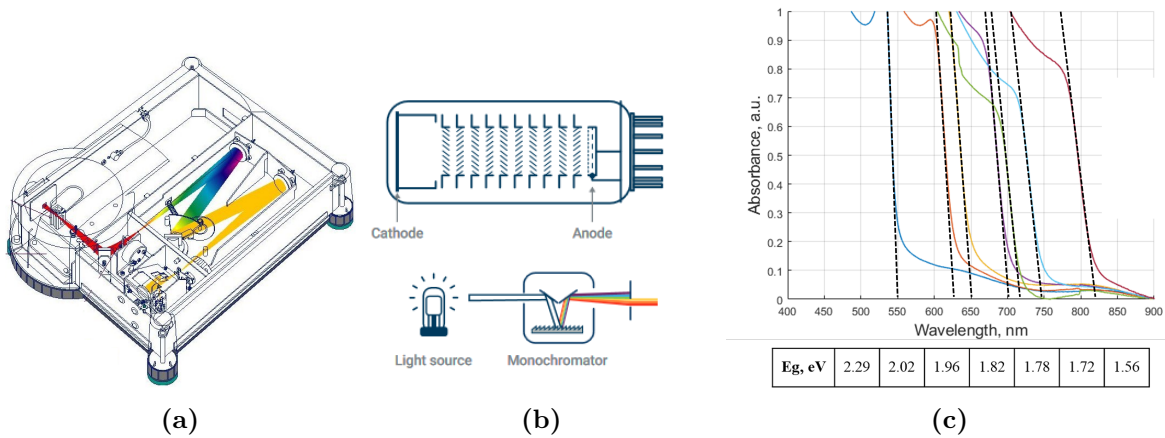 Cathode
Anode
Light source
Monochromator
Absorbance, a.u.
1
0.9
0.8
0.7
0.6
0.5
0.4
0.3
0.2
0.1
0
400 450 500 550 600 650 700 750 800 850 900
Wavelength, nm
Eg, eV 2.29 2.02 1.96 1.82 1.78 1.72 1.56
(a) (b) (c)